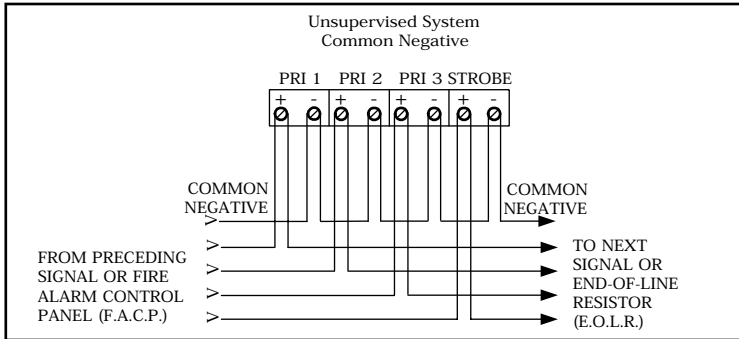 Unsupervised System
Common Negative
PRI 1 PRI 2 PRI 3 STROBE
+ - + - + - + -
COMMON
NEGATIVE
COMMON
NEGATIVE
FROM PRECEDING
SIGNAL OR FIRE
ALARM CONTROL
PANEL (F.A.C.P.)
TO NEXT
SIGNAL OR
END-OF-LINE
RESISTOR
(E.O.L.R.)